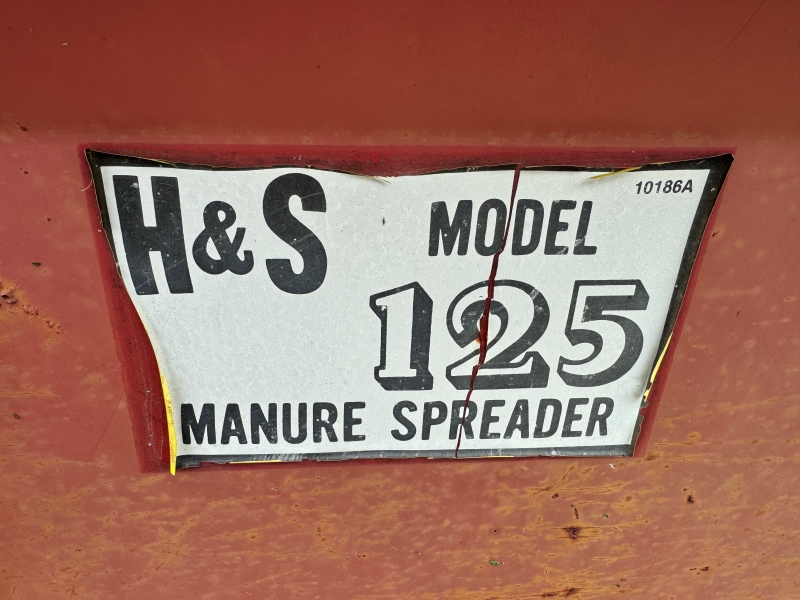 10186A
H&S MODEL
125
MANURE SPREADER